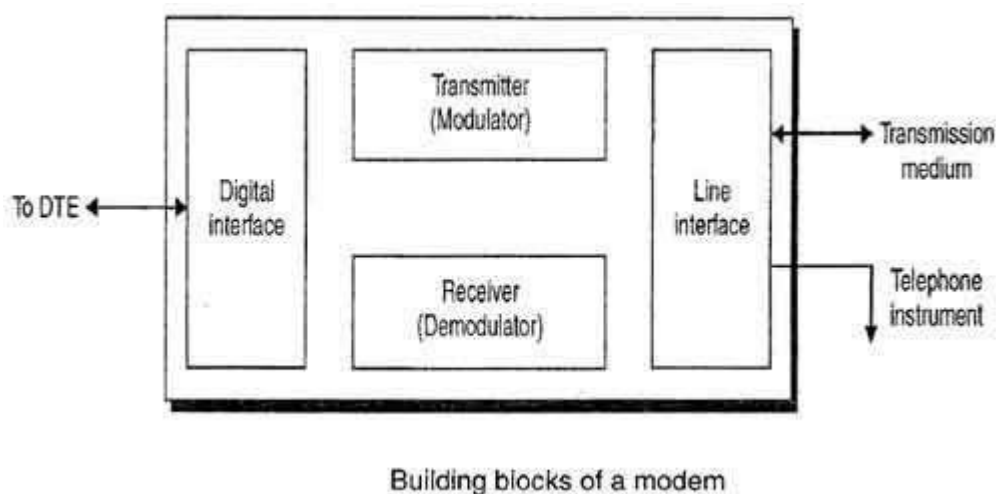 To DTE
Digital
interface
Transmitter
(Modulator)
Receiver
(Demodulator)
Line
interface
Transmission
medium
Telephone
instrument
Building blocks of a modem